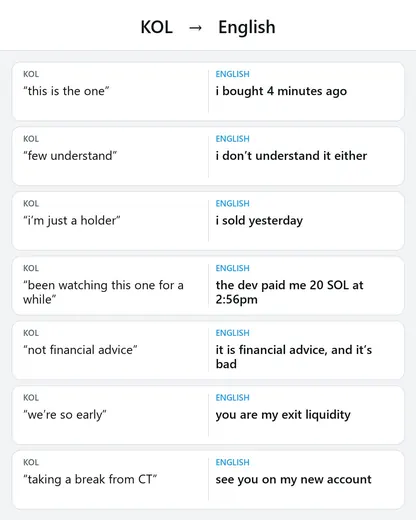 KOL → English
KOL
“this is the one”
ENGLISH
i bought 4 minutes ago
KOL
“few understand”
ENGLISH
i don’t understand it either
KOL
“i’m just a holder”
ENGLISH
i sold yesterday
KOL
“been watching this one for a
while”
ENGLISH
the dev paid me 20 SOL at
2:56pm
KOL
“not financial advice”
ENGLISH
it is financial advice, and it’s
bad
KOL
“we’re so early”
ENGLISH
you are my exit liquidity
KOL
“taking a break from CT”
ENGLISH
see you on my new account